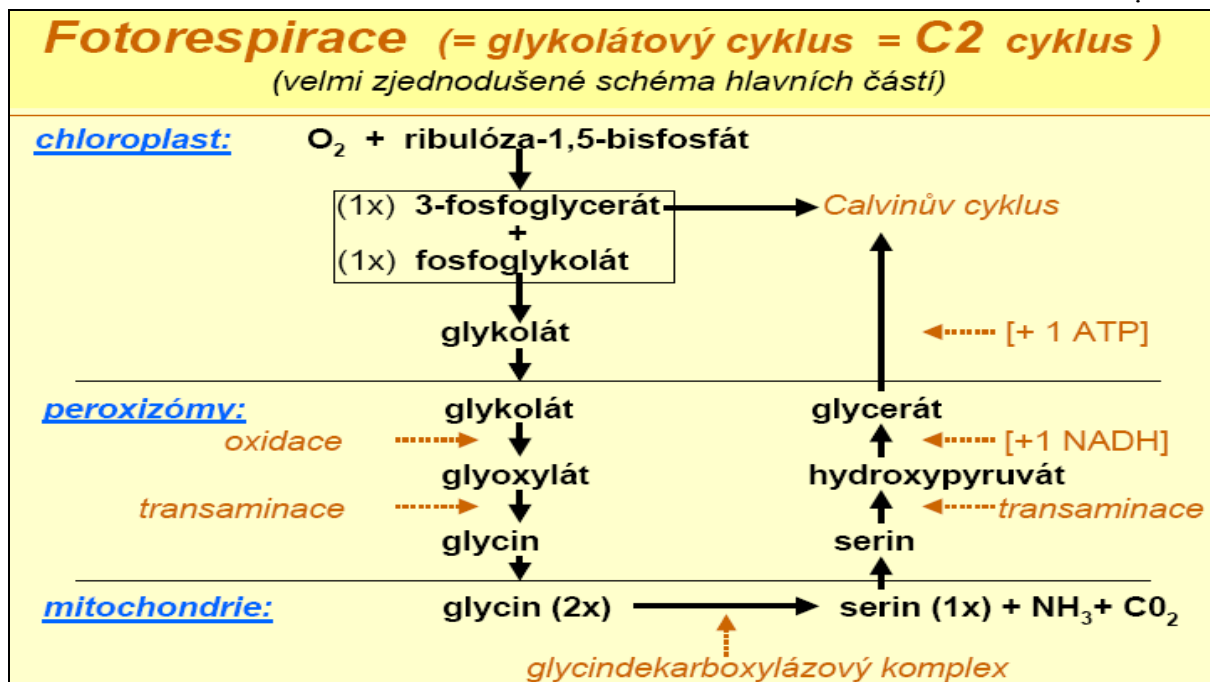 Fotorespirace (= glykolátový cyklus = C2 cyklus )
(velmi zjednodušené schéma hlavních částí)
chloroplast: O₂ + ribulóza-1,5-bisfosfát
(1x) 3-fosfoglycerát Calvinův cyklus
+
(1x) fosfoglykolát
glykolát [+ 1 ATP]
peroxizómy: glykolát glycerát
oxidace [+1 NADH]
glyoxylát hydroxypyruvát
transaminace transaminace
glycin serin
mitochondrie: glycin (2x) serin (1x) + NH₃+ C0₂
glycindekarboxylázový komplex